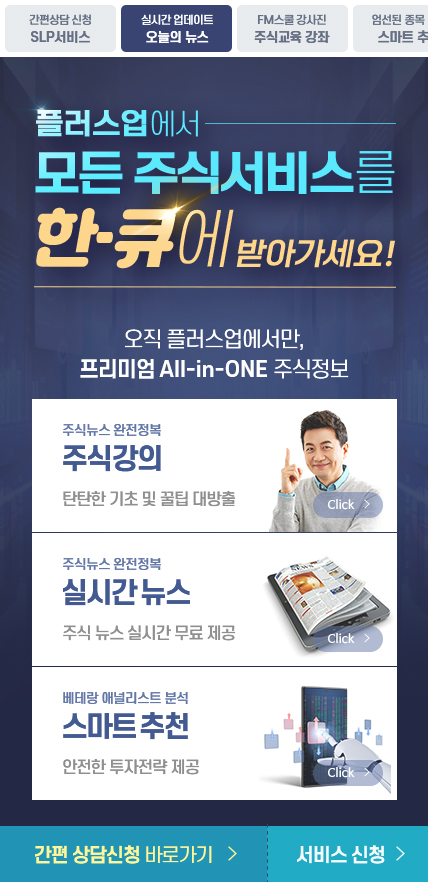 간편상담 신청
SLP서비스
실시간 업데이트
오늘의 뉴스
FM스쿨 강사진
주식교육 강좌
엄선된 종목
스마트 추
플러스업에서
모든 주식서비스를
한·큐에 받아가세요!
오직 플러스업에서만,
프리미엄 All-in-ONE 주식정보
주식뉴스 완전정복
주식강의
탄탄한 기초 및 꿀팁 대방출
Click
주식뉴스 완전정복
실시간 뉴스
주식 뉴스 실시간 무료 제공
NEWS
Click
베테랑 애널리스트 분석
스마트 추천
안전한 투자전략 제공
Click
간편 상담신청 바로가기
서비스 신청